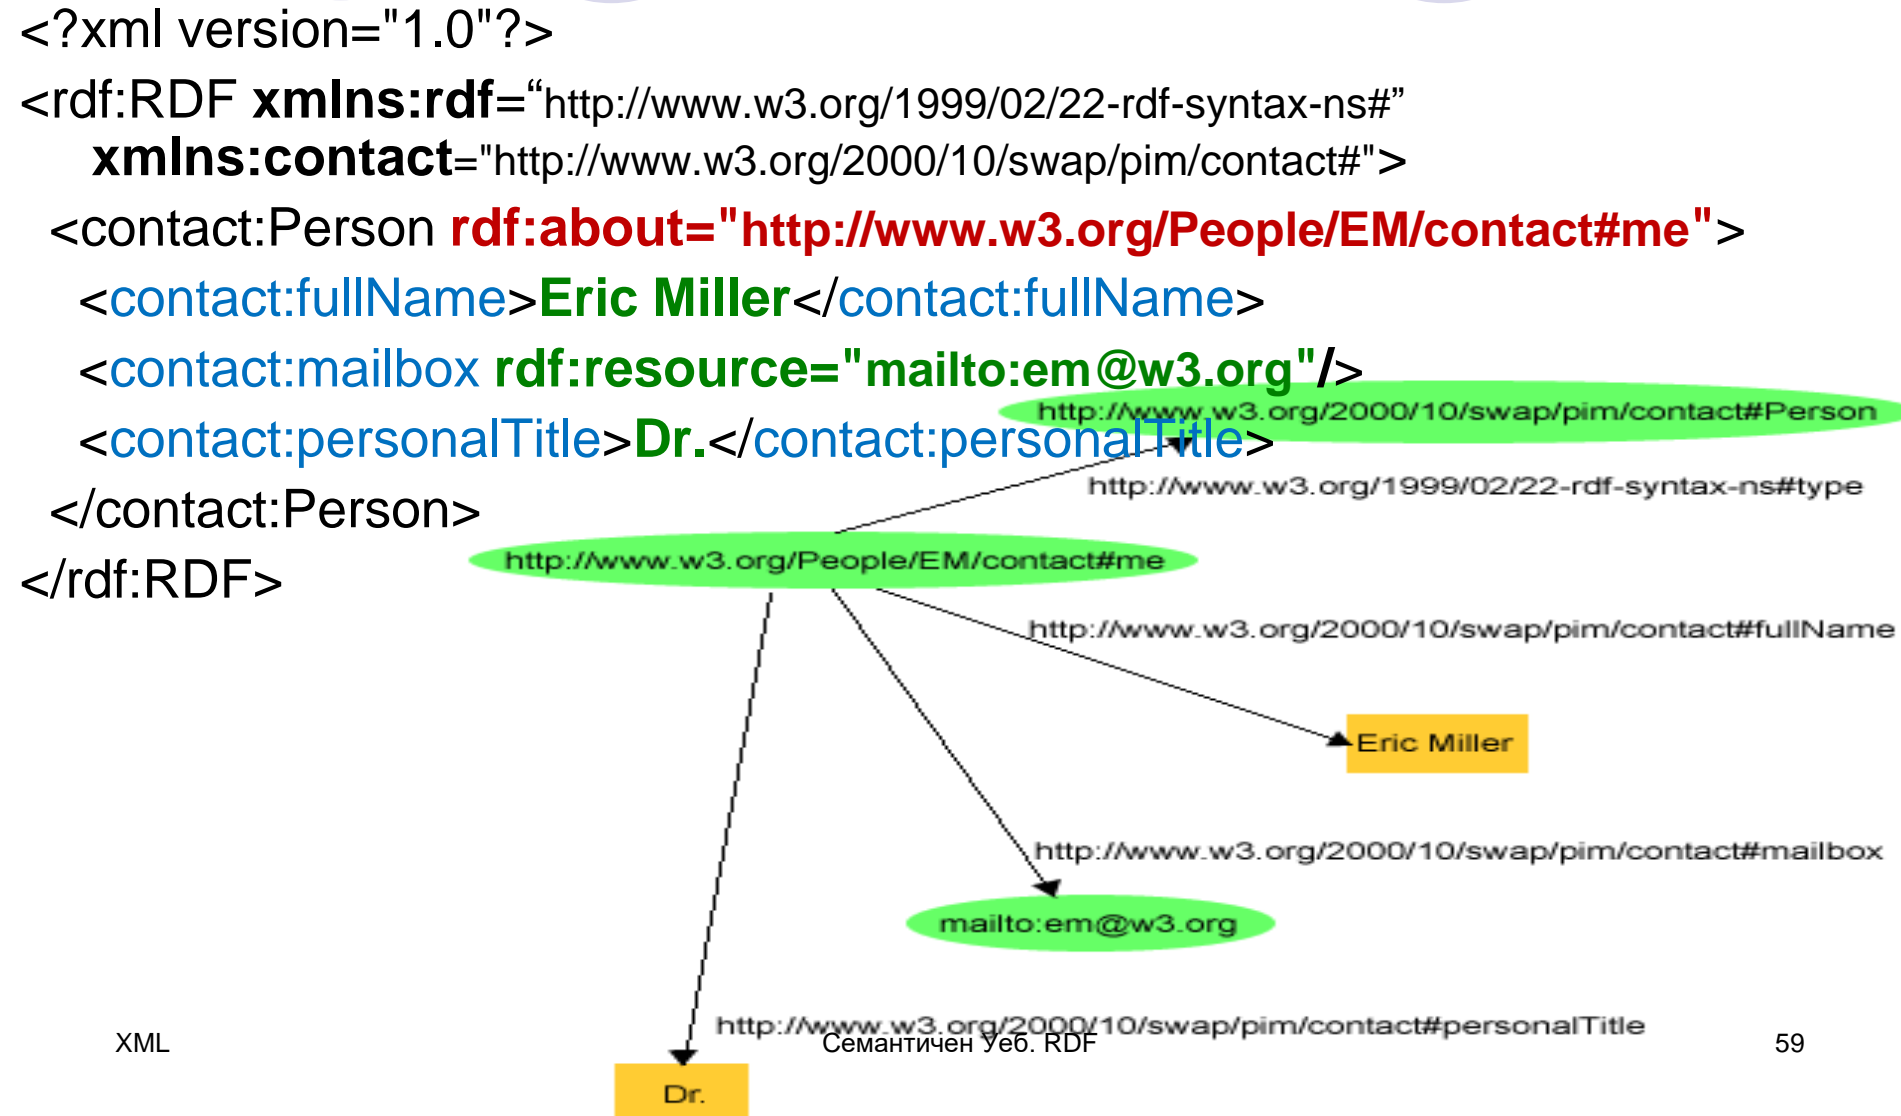 <?xml version="1.0"?>
<rdf:RDF xmlns:rdf=“http://www.w3.org/1999/02/22-rdf-syntax-ns#”
xmlns:contact="http://www.w3.org/2000/10/swap/pim/contact#">
<contact:Person rdf:about="http://www.w3.org/People/EM/contact#me">
<contact:fullName>Eric Miller</contact:fullName>
<contact:mailbox rdf:resource="mailto:em@w3.org"/>
<contact:personalTitle>Dr.</contact:personalTitle>
</contact:Person>
</rdf:RDF>
http://www.w3.org/2000/10/swap/pim/contact#Person
http://www.w3.org/1999/02/22-rdf-syntax-ns#type
http://www.w3.org/People/EM/contact#me
http://www.w3.org/2000/10/swap/pim/contact#fullName
Eric Miller
http://www.w3.org/2000/10/swap/pim/contact#mailbox
mailto:em@w3.org
http://www.w3.org/2000/10/swap/pim/contact#personalTitle
Dr.
XML
Семантичен Уеб. RDF
59